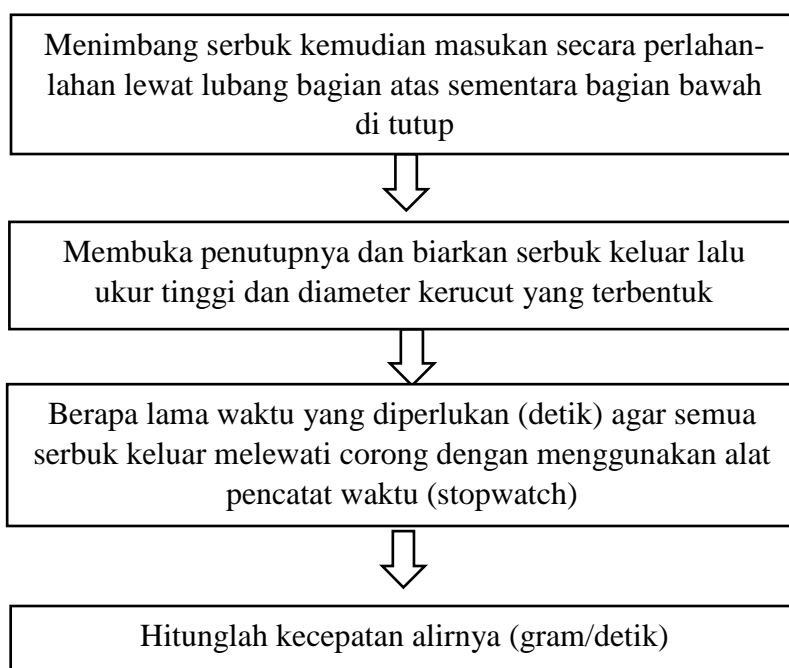 Menimbang serbuk kemudian masukan secara perlahan-
lahan lewat lubang bagian atas sementara bagian bawah
di tutup
Membuka penutupnya dan biarkan serbuk keluar lalu
ukur tinggi dan diameter kerucut yang terbentuk
Berapa lama waktu yang diperlukan (detik) agar semua
serbuk keluar melewati corong dengan menggunakan alat
pencatat waktu (stopwatch)
Hitunglah kecepatan alirnya (gram/detik)